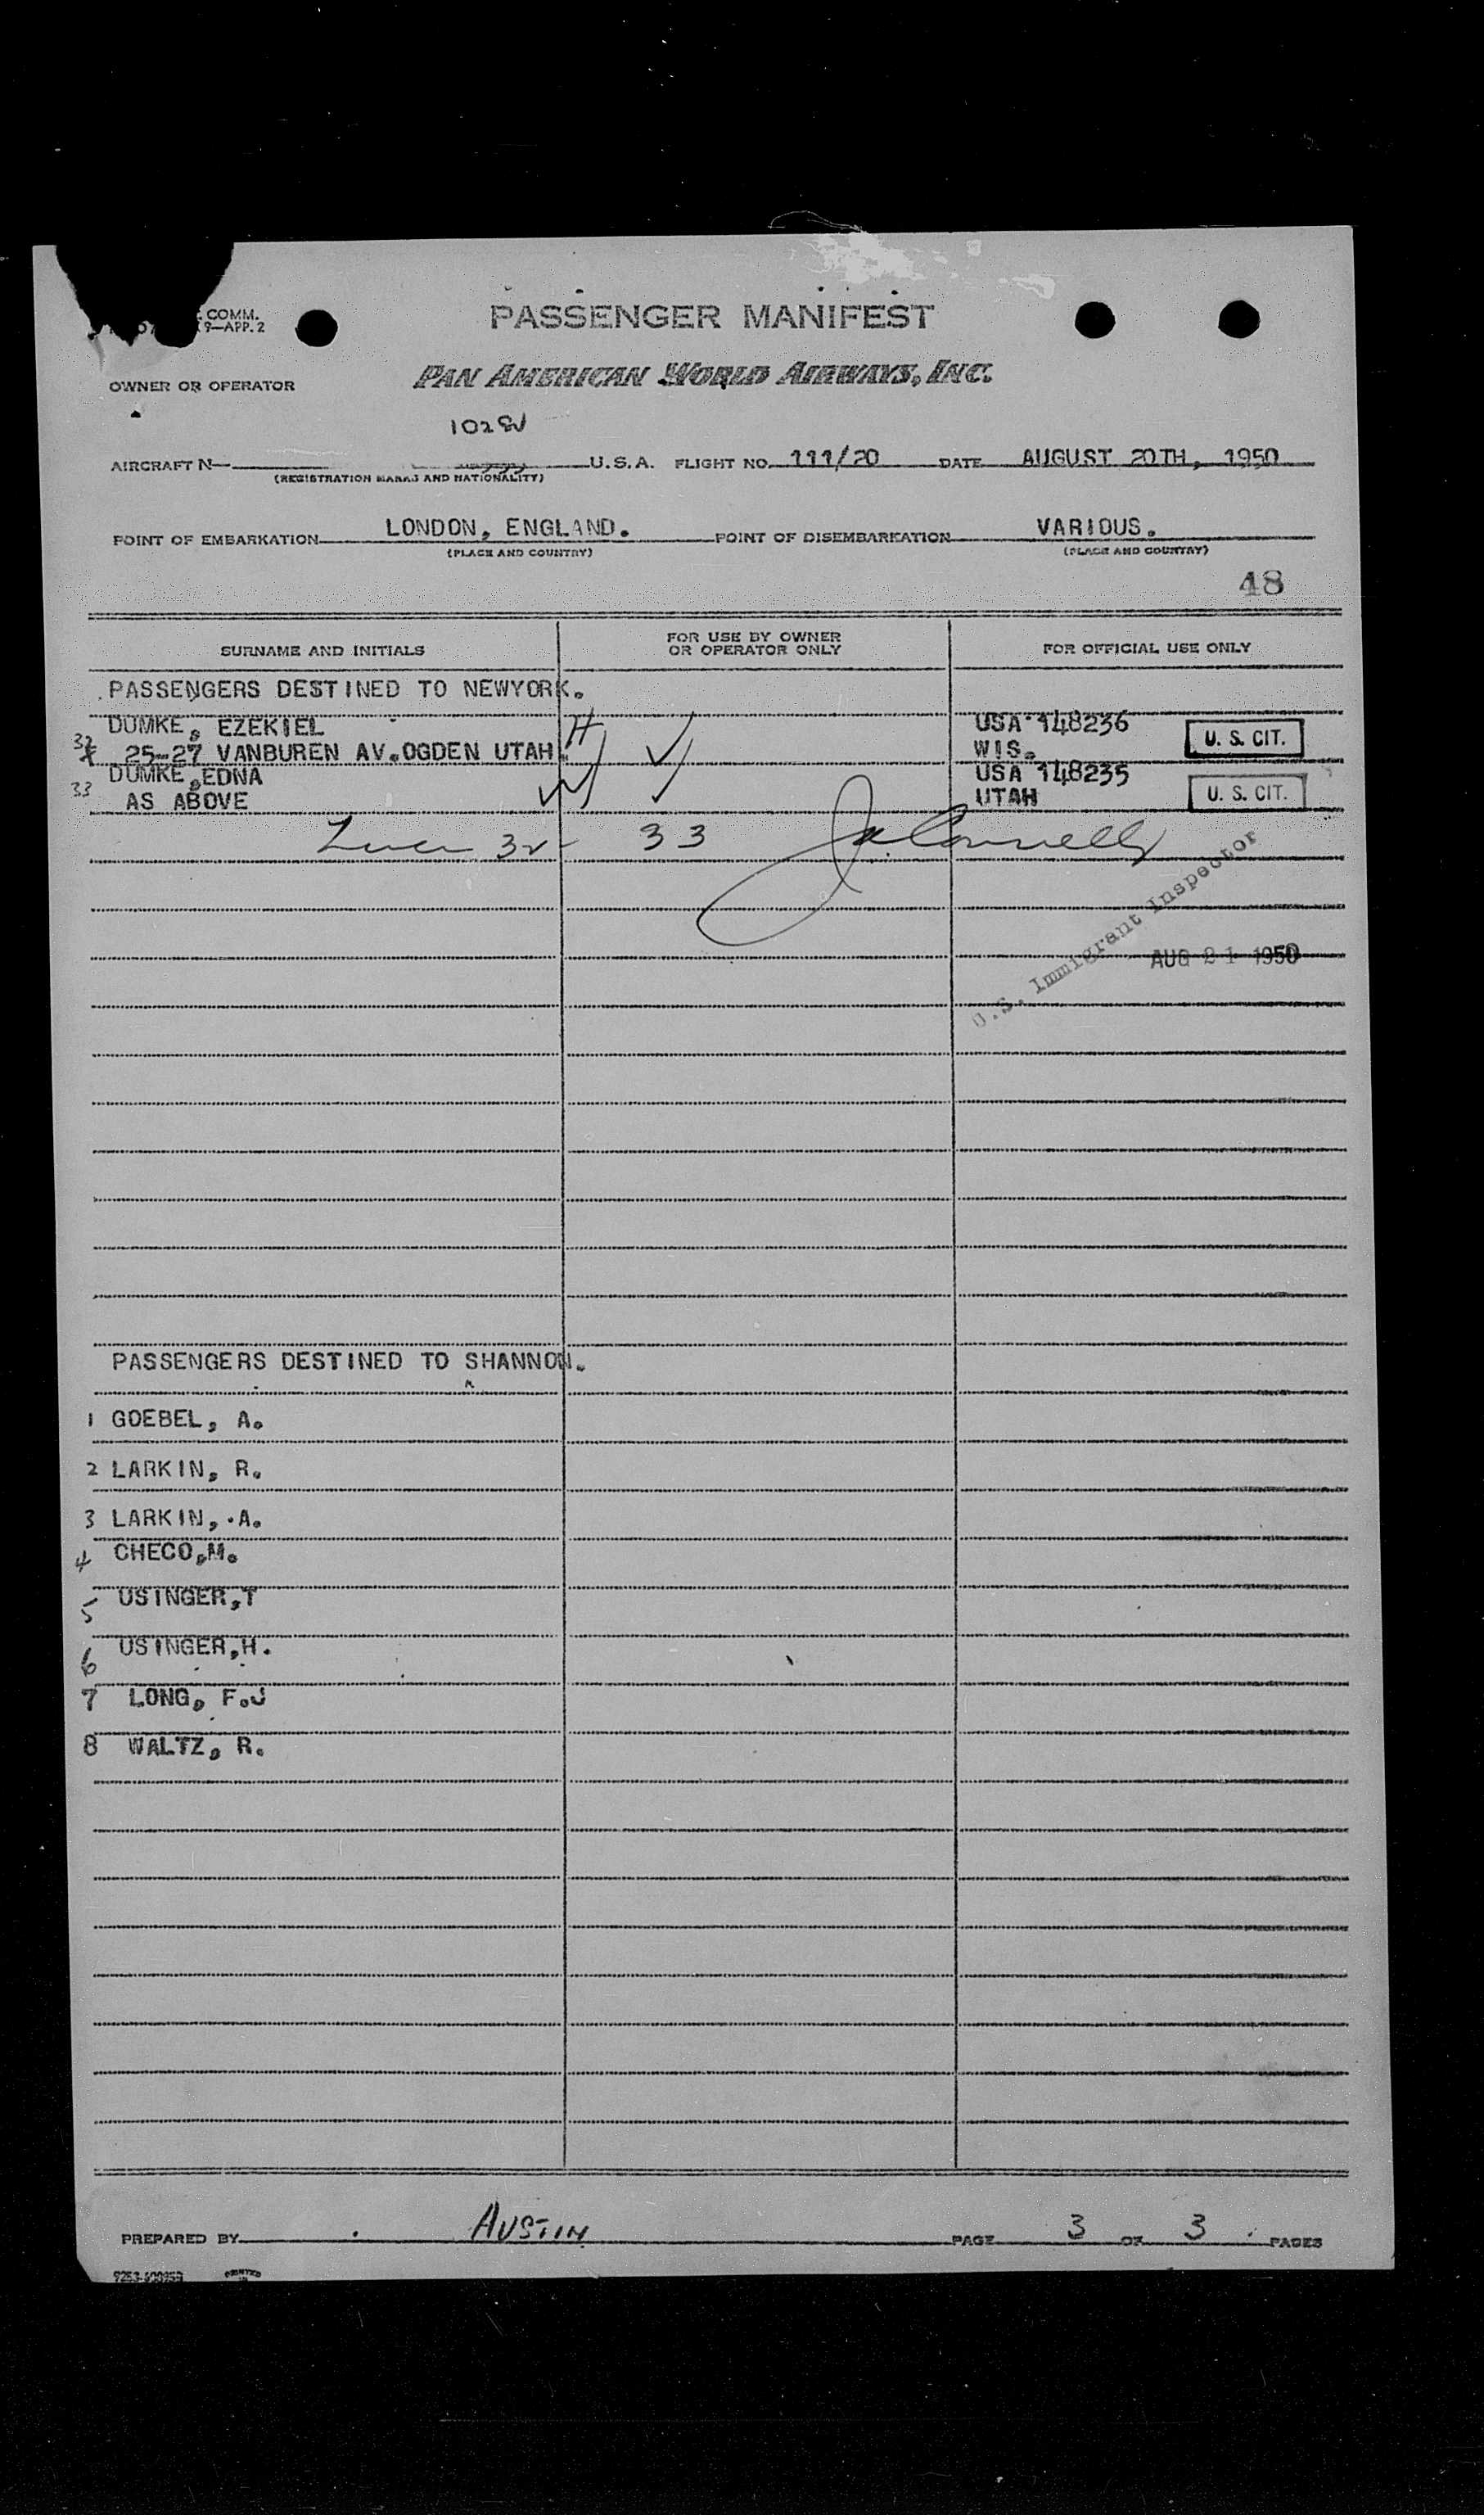 COMM.
9—APP. 2
PASSENGER MANIFEST
OWNER OR OPERATOR
PAN AMERICAN WORLD AIRWAYS, INC.
1028V
AIRCRAFT N— U.S.A. FLIGHT NO. 111/20 DATE AUGUST 20TH, 1950
(REGISTRATION MARKS AND NATIONALITY)
POINT OF EMBARKATION LONDON, ENGLAND. POINT OF DISEMBARKATION VARIOUS.
(PLACE AND COUNTRY) (PLACE AND COUNTRY)
48
SURNAME AND INITIALS FOR USE BY OWNER OR OPERATOR ONLY FOR OFFICIAL USE ONLY
PASSENGERS DESTINED TO NEWYORK.
32 DUMKE, EZEKIEL USA 148236 U. S. CIT.
25-27 VANBUREN AV.OGDEN UTAH. WIS.
33 DUMKE,EDNA USA 148235 U. S. CIT.
AS ABOVE UTAH
32 - 33
U.S. Immigrant Inspector
AUG 21 1950
PASSENGERS DESTINED TO SHANNON.
1 GOEBEL, A.
2 LARKIN, R.
3 LARKIN, A.
4 CHECO,M.
5 USINGER,T
6 USINGER,H.
7 LONG, F.J
8 WALTZ, R.
PREPARED BY AUSTIN PAGE 3 OF 3 PAGES